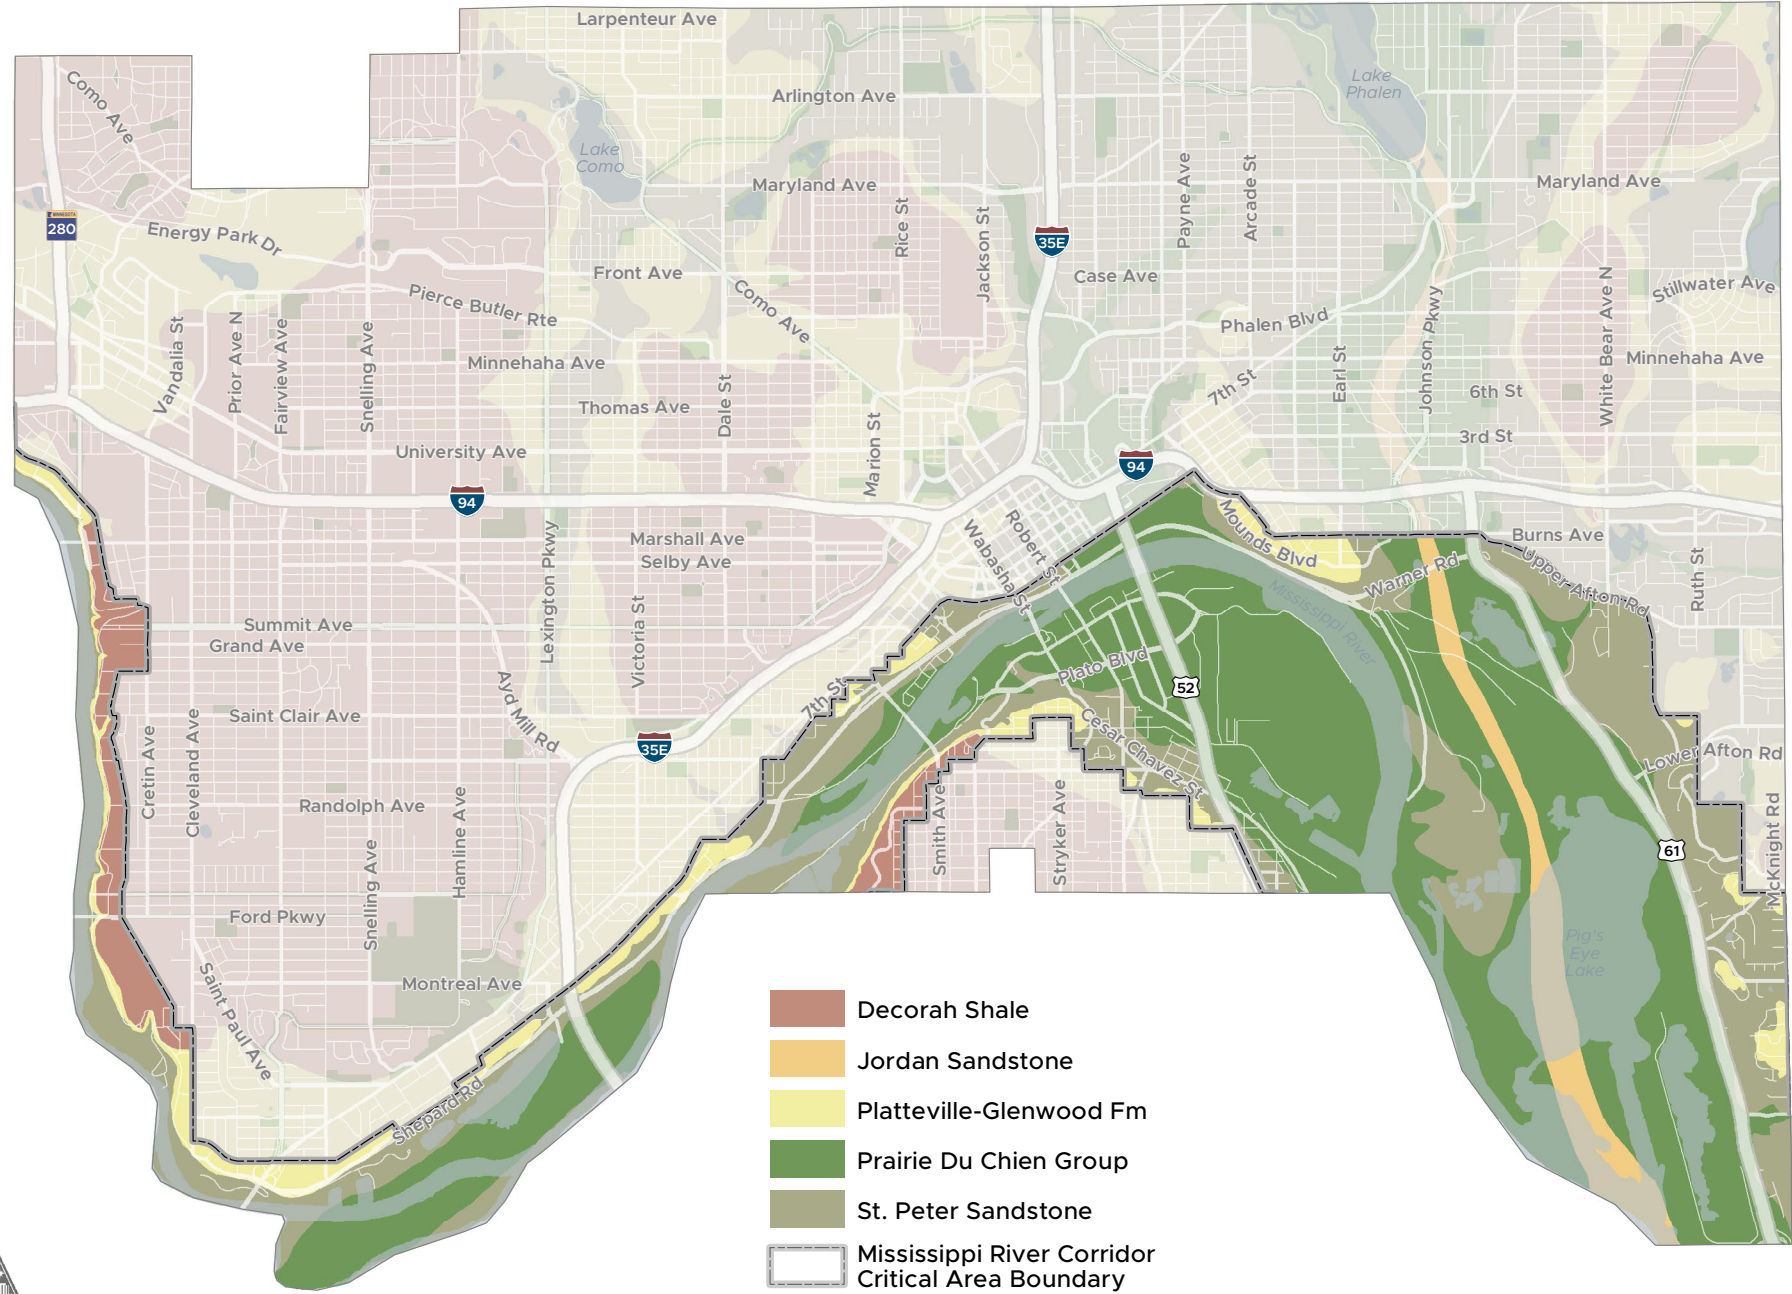 Larpenteur Ave
Como Ave
Arlington Ave
Lake
Phalen
Lake
Como
Maryland Ave
Maryland Ave
Payne Ave
Arcade St
Rice St
Jackson St
MINNESOTA
280
Energy Park Dr
35E
Front Ave
Case Ave
Como Ave
Stillwater Ave
Pierce Butler Rte
Phalen Blvd
Johnson Pkwy
White Bear Ave N
Vandalia St
Prior Ave N
Fairview Ave
Snelling Ave
Minnehaha Ave
Minnehaha Ave
Earl St
7th St
Dale St
6th St
Thomas Ave
Marion St
3rd St
University Ave
94
94
Lexington Pkwy
Marshall Ave
Selby Ave
Wabasha St
Robert St
Mounds Blvd
Burns Ave
Upper Afton Rd
Ruth St
Warner Rd
Mississippi River
Summit Ave
Grand Ave
Victoria St
Plato Blvd
52
Ayd Mill Rd
7th St
Saint Clair Ave
Cesar Chavez St
35E
Lower Afton Rd
Cretin Ave
Cleveland Ave
Randolph Ave
Hamline Ave
Smith Ave
Stryker Ave
61
McKnight Rd
Snelling Ave
Ford Pkwy
Pig's
Eye
Lake
Saint Paul Ave
Montreal Ave
Shepard Rd
Decorah Shale
Jordan Sandstone
Platteville-Glenwood Fm
Prairie Du Chien Group
St. Peter Sandstone
Mississippi River Corridor
Critical Area Boundary